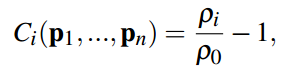 C_i(p_1, ..., p_n) = ρ_i / ρ_0 − 1,